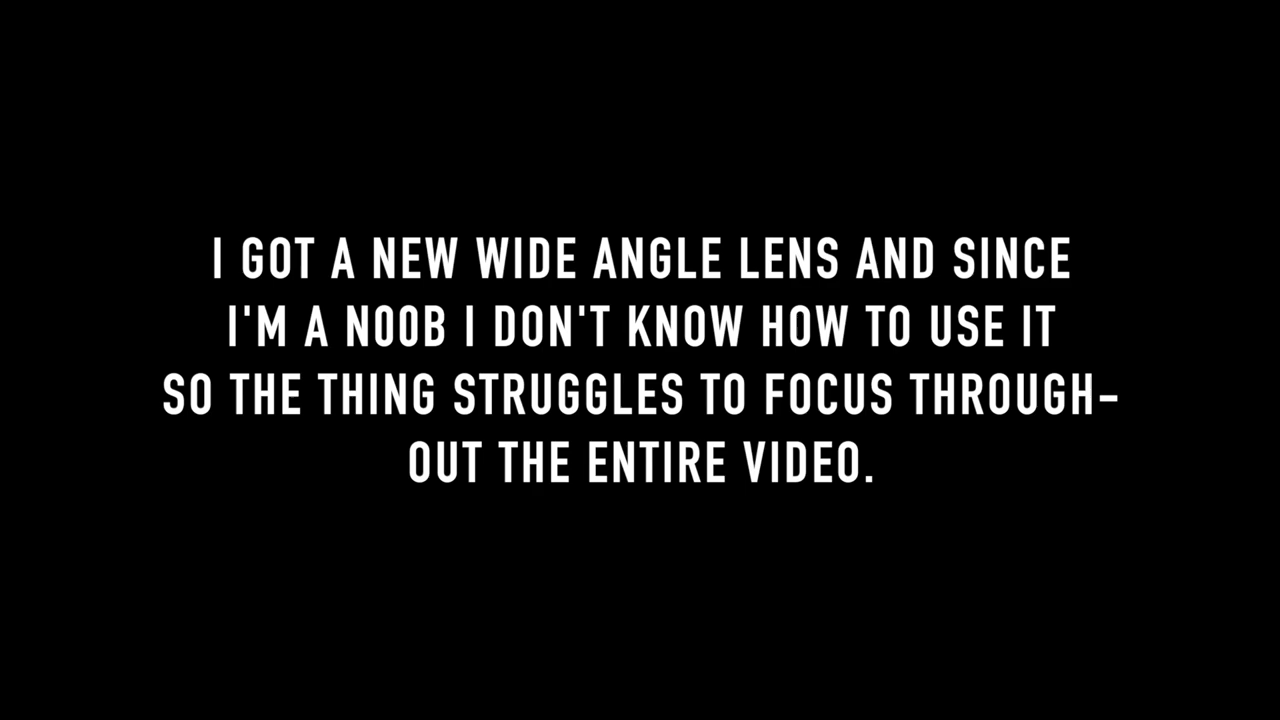 I GOT A NEW WIDE ANGLE LENS AND SINCE
I'M A NOOB I DON'T KNOW HOW TO USE IT
SO THE THING STRUGGLES TO FOCUS THROUGH-
OUT THE ENTIRE VIDEO.